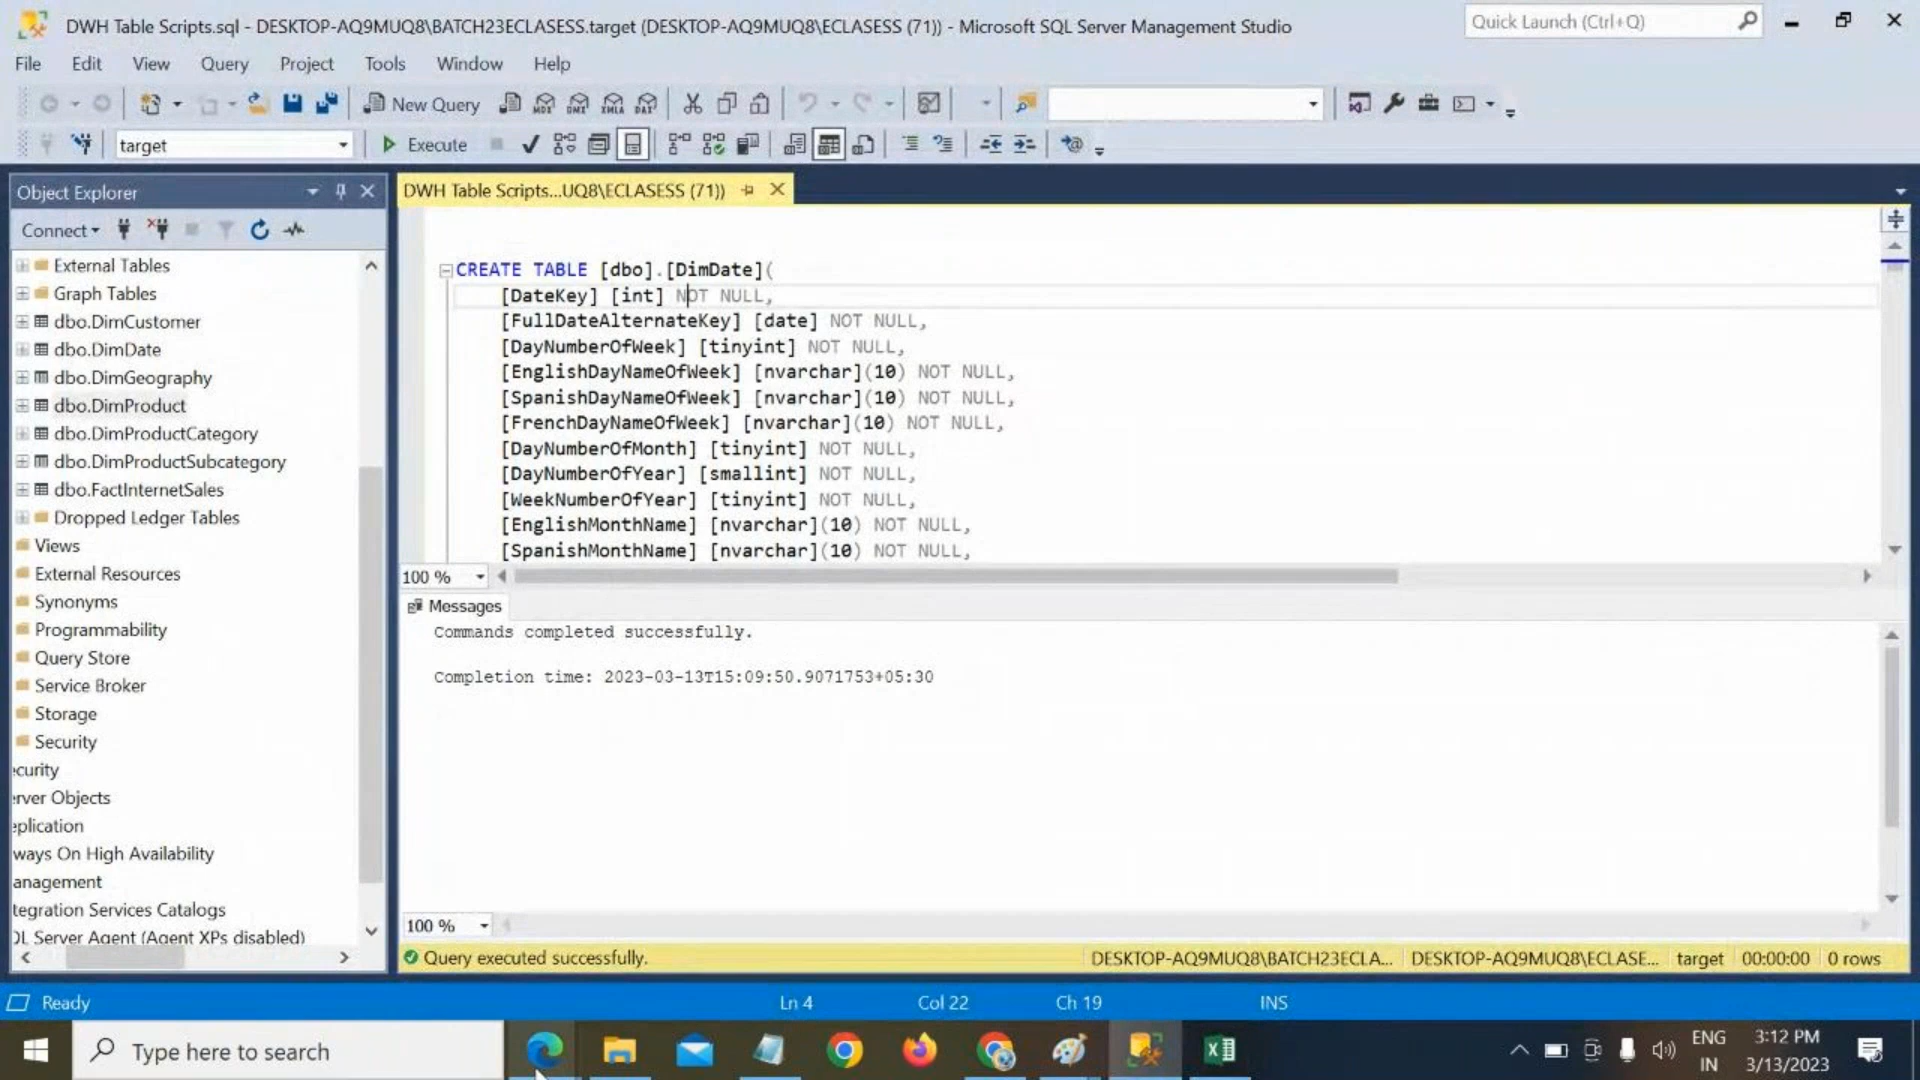 DWH Table Scripts.sql - DESKTOP-AQ9MUQ8\BATCH23ECLASESS.target (DESKTOP-AQ9MUQ8\ECLASESS (71)) - Microsoft SQL Server Management Studio
Quick Launch (Ctrl+Q)
File Edit View Query Project Tools Window Help
New Query MDX DMX XMLA DAX
target Execute
Object Explorer
DWH Table Scripts...UQ8\ECLASESS (71))
Connect
External Tables
Graph Tables
dbo.DimCustomer
dbo.DimDate
dbo.DimGeography
dbo.DimProduct
dbo.DimProductCategory
dbo.DimProductSubcategory
dbo.FactInternetSales
Dropped Ledger Tables
Views
External Resources
Synonyms
Programmability
Query Store
Service Broker
Storage
Security
ecurity
erver Objects
eplication
ways On High Availability
anagement
tegration Services Catalogs
QL Server Agent (Agent XPs disabled)
CREATE TABLE [dbo].[DimDate](
[DateKey] [int] NOT NULL,
[FullDateAlternateKey] [date] NOT NULL,
[DayNumberOfWeek] [tinyint] NOT NULL,
[EnglishDayNameOfWeek] [nvarchar](10) NOT NULL,
[SpanishDayNameOfWeek] [nvarchar](10) NOT NULL,
[FrenchDayNameOfWeek] [nvarchar](10) NOT NULL,
[DayNumberOfMonth] [tinyint] NOT NULL,
[DayNumberOfYear] [smallint] NOT NULL,
[WeekNumberOfYear] [tinyint] NOT NULL,
[EnglishMonthName] [nvarchar](10) NOT NULL,
[SpanishMonthName] [nvarchar](10) NOT NULL,
100 %
Messages
Commands completed successfully.
Completion time: 2023-03-13T15:09:50.9071753+05:30
100 %
Query executed successfully. DESKTOP-AQ9MUQ8\BATCH23ECLA... DESKTOP-AQ9MUQ8\ECLASE... target 00:00:00 0 rows
Ready Ln 4 Col 22 Ch 19 INS
Type here to search
ENG
IN
3:12 PM
3/13/2023